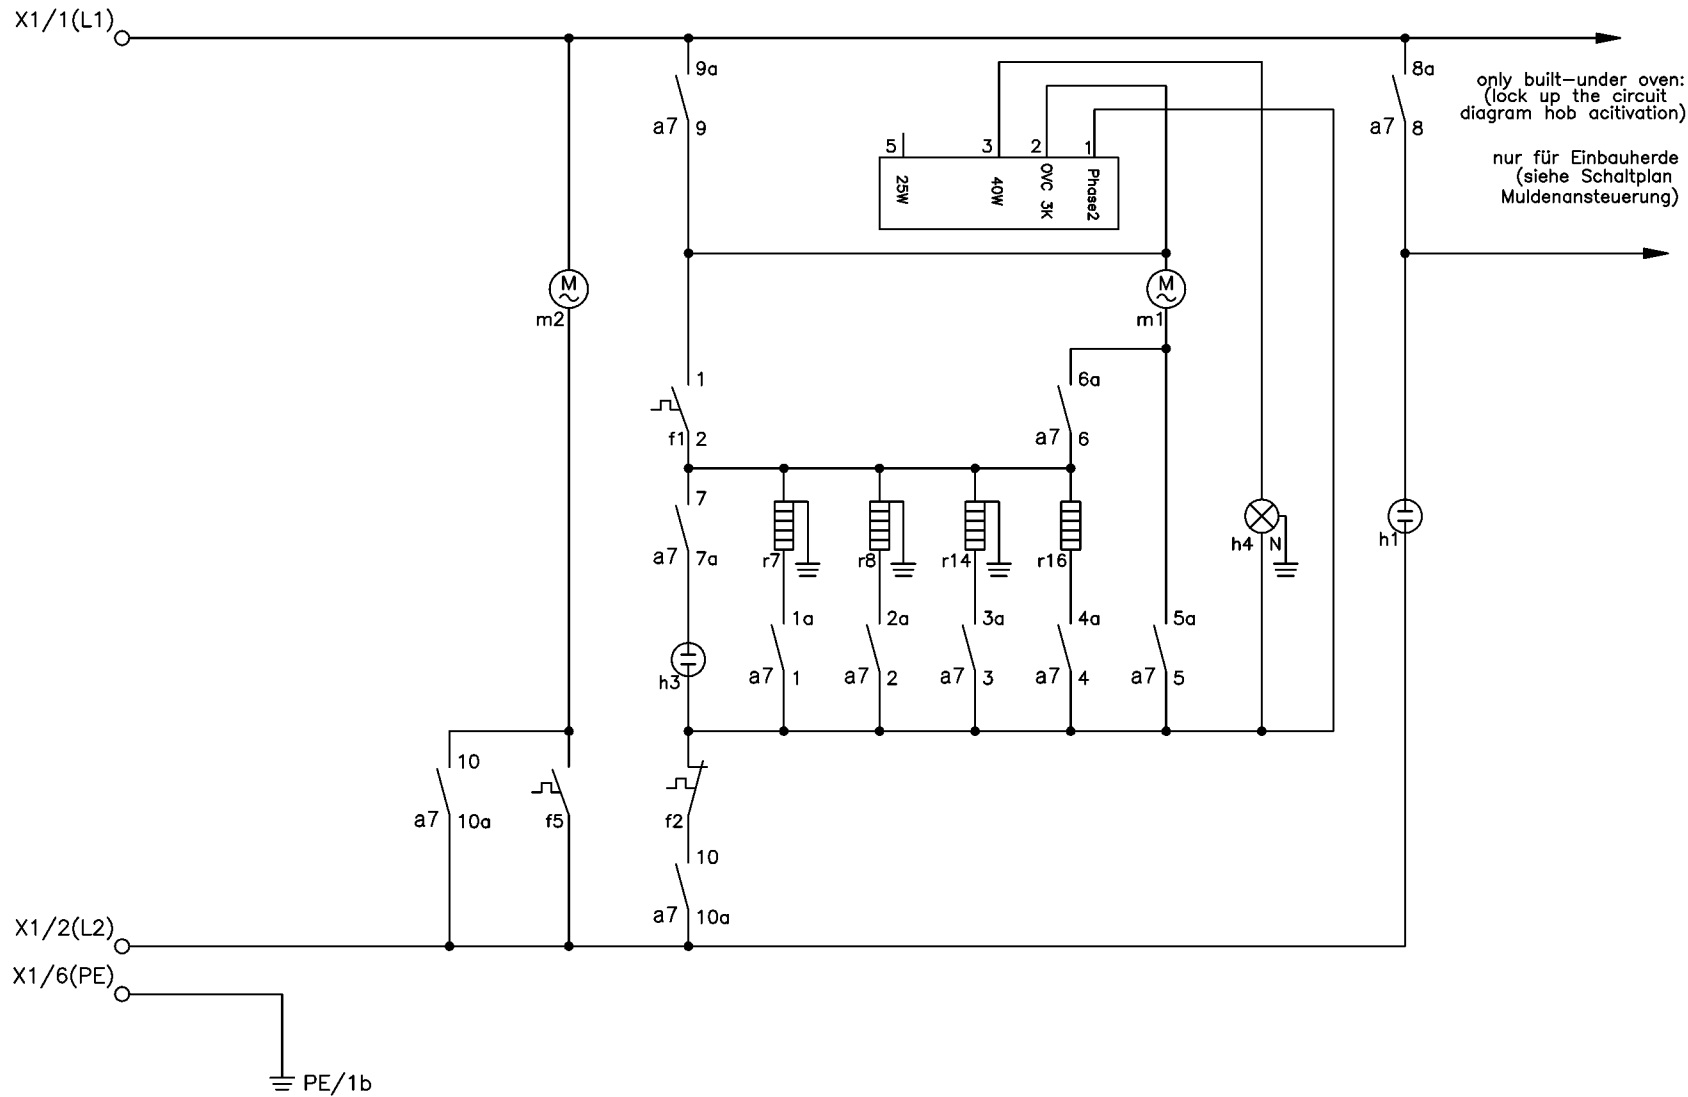 X1/1(L1)
9a
a7 9
8a
a7 8
only built-under oven:
(lock up the circuit
diagram hob acitivation)
nur für Einbauherde
(siehe Schaltplan
Muldenansteuerung)
5 3 2 1
25W 40W OVC 3K Phase2
M
m2
M
m1
1
f1 2
6a
a7 6
7
a7 7a
r7
r8
r14
r16
h4 N
h1
h3
1a
a7 1
2a
a7 2
3a
a7 3
4a
a7 4
5a
a7 5
10
a7 10a
f5
f2
10
a7 10a
X1/2(L2)
X1/6(PE)
PE/1b